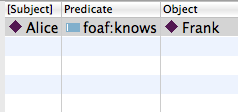 [Subject] Predicate Object
Alice foaf:knows Frank